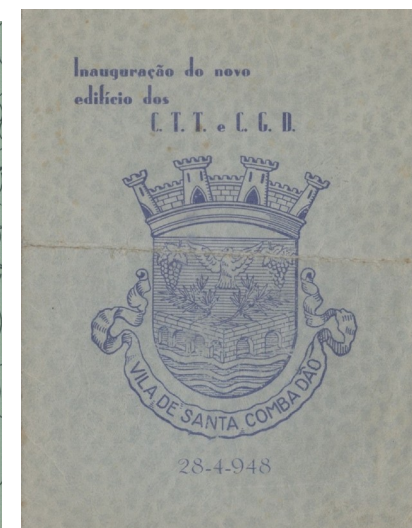 Inauguração do novo
edifício dos
C. T. T. e C. G. D.
VILA DE SANTA COMBA DÃO
28-4-948